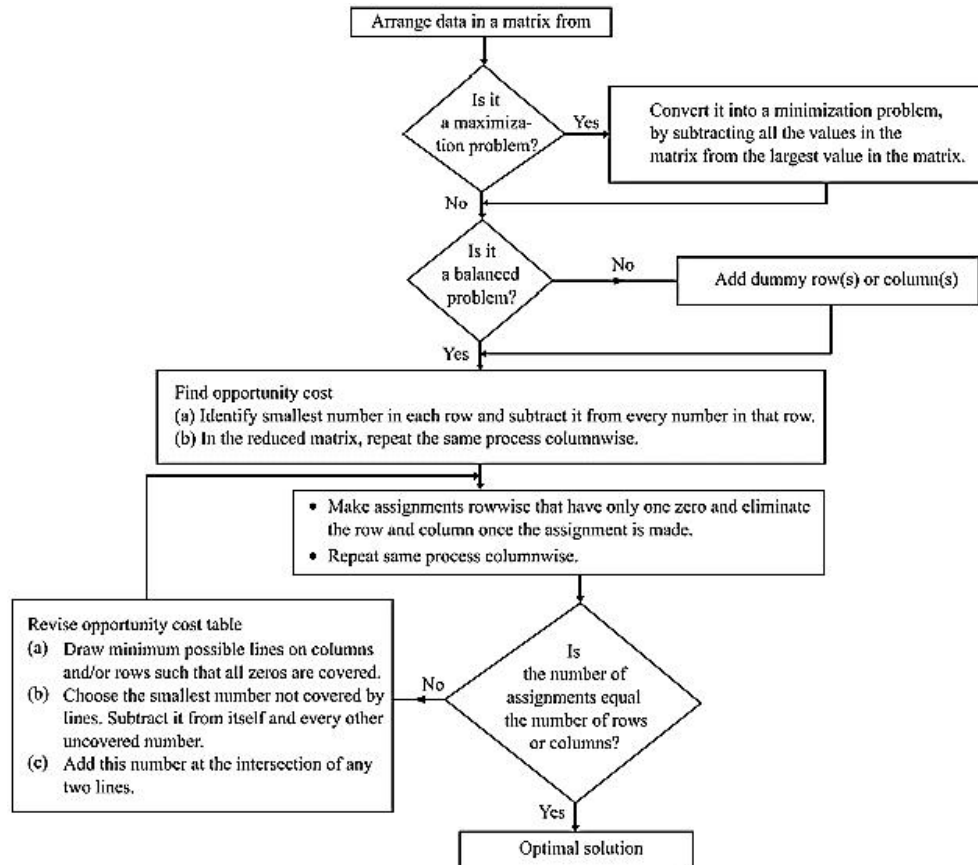 Arrange data in a matrix from
Is it
a maximiza-
tion problem?
Yes
Convert it into a minimization problem,
by subtracting all the values in the
matrix from the largest value in the matrix.
No
Is it
a balanced
problem?
No
Add dummy row(s) or column(s)
Yes
Find opportunity cost
(a) Identify smallest number in each row and subtract it from every number in that row.
(b) In the reduced matrix, repeat the same process columnwise.
• Make assignments rowwise that have only one zero and eliminate
the row and column once the assignment is made.
• Repeat same process columnwise.
Revise opportunity cost table
(a) Draw minimum possible lines on columns
and/or rows such that all zeros are covered.
(b) Choose the smallest number not covered by
lines. Subtract it from itself and every other
uncovered number.
(c) Add this number at the intersection of any
two lines.
No
Is
the number of
assignments equal
the number of rows
or columns?
Yes
Optimal solution